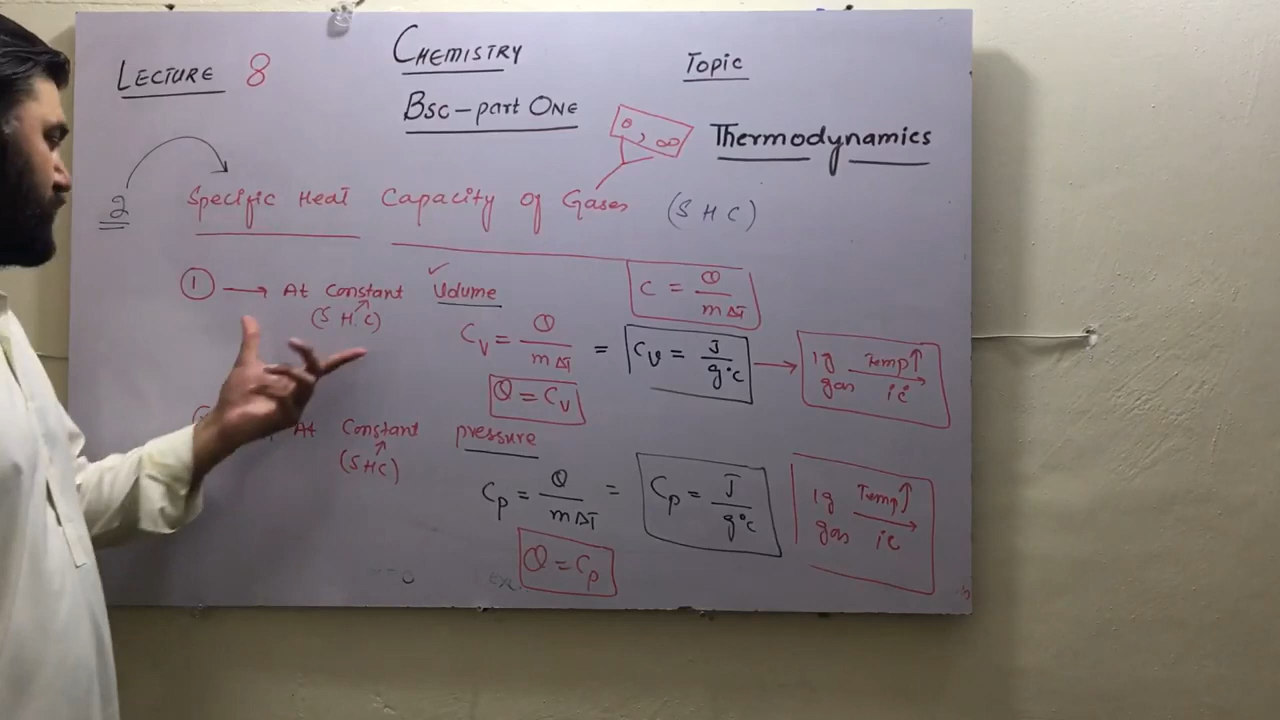 LECTURE 8
CHEMISTRY
Bsc-part ONE
Topic
Thermodynamics
0, ∞
2
Specific Heat Capacity of Gases (SHC)
① → At Constant Volume ✓
(S H.C)
C = Q/mΔT
Cv = Q/mΔT = Cv = J/g°C → 1g gas Temp↑ 1°C
Q = Cv
At Constant pressure
(SHC)
Cp = Q/mΔT = Cp = J/g°C
1g gas Temp↑ 1°C
Q = Cp